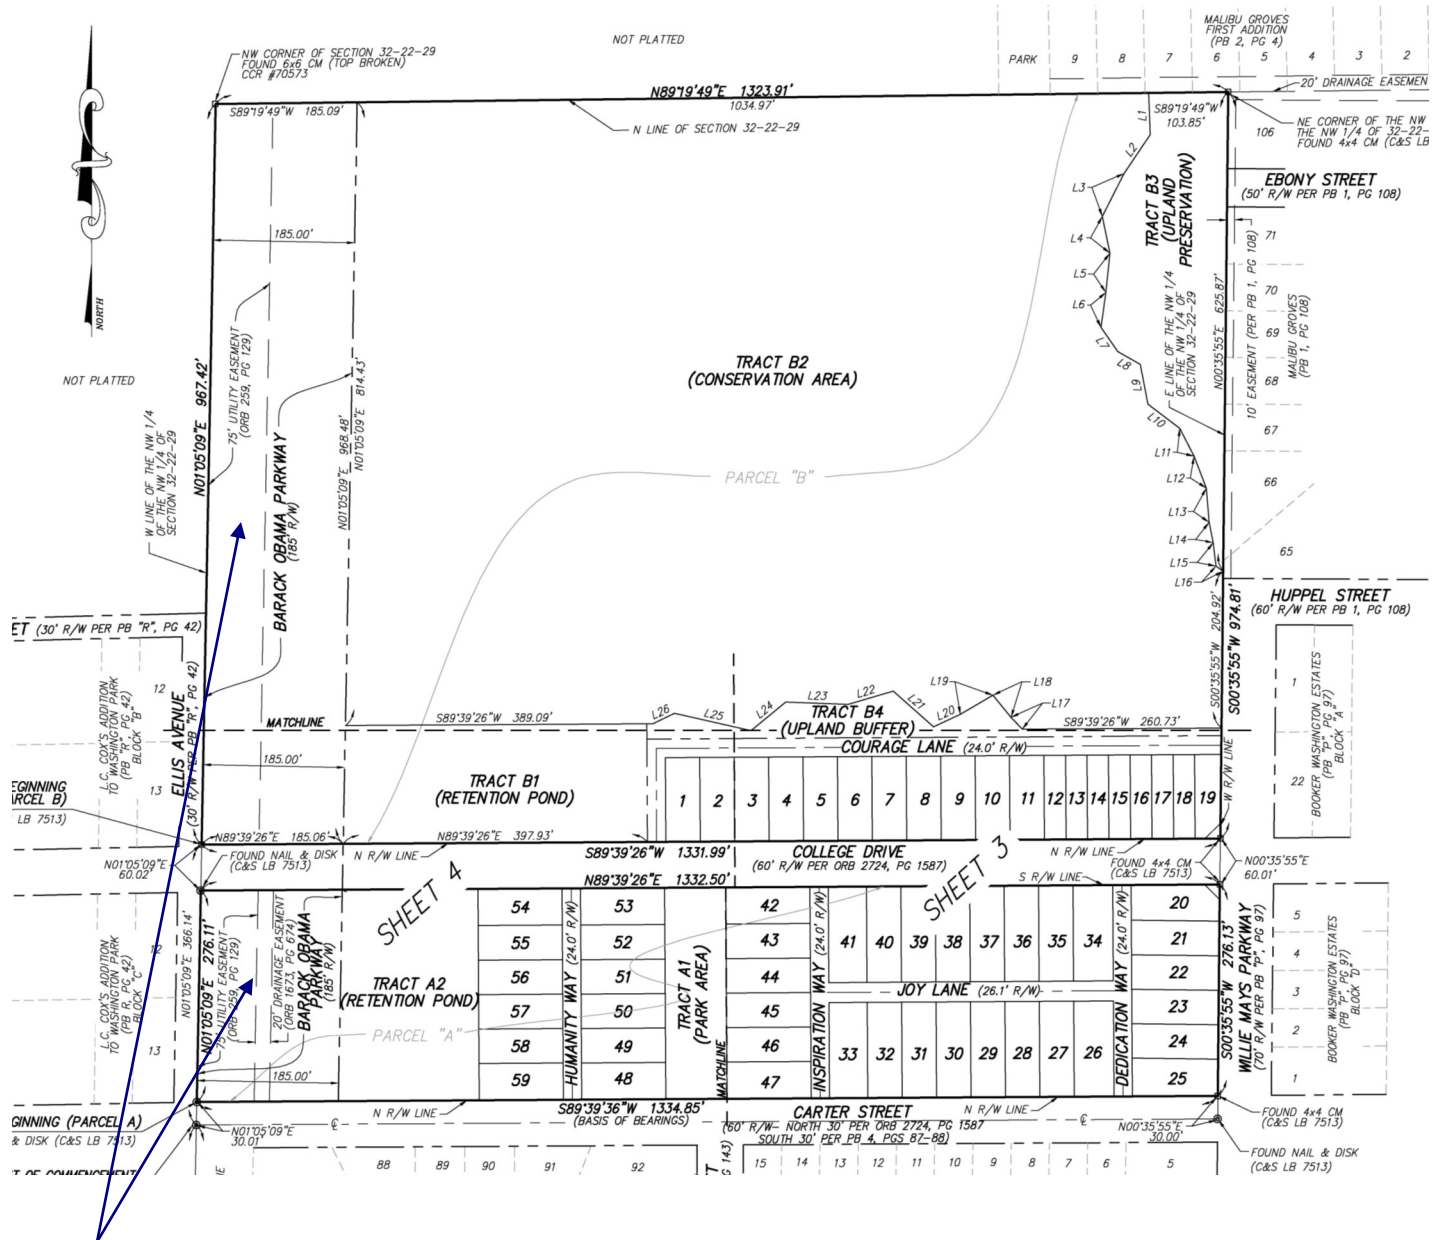 MALIBU GROVES
FIRST ADDITION
(PB 2, PG 4)
NOT PLATTED
NW CORNER OF SECTION 32-22-29
FOUND 6x6 CM (TOP BROKEN)
CCR #70573
PARK
9
8
7
6
5
4
3
2
20' DRAINAGE EASEMEN
N89°19'49"E 1323.91'
S89°19'49"W 185.09'
1034.97'
S89°19'49"W
103.85'
N LINE OF SECTION 32-22-29
NE CORNER OF THE NW
THE NW 1/4 OF 32-22-
FOUND 4x4 CM (C&S LB
106
L1
L2
L3
L4
L5
L6
L7
L8
L9
L10
L11
L12
L13
L14
L15
L16
TRACT B3
(UPLAND
PRESERVATION)
EBONY STREET
(50' R/W PER PB 1, PG 108)
71
70
69
68
67
66
65
10' EASEMENT (PER PB 1, PG 108)
MALIBU GROVES
(PB 1, PG 108)
E LINE OF THE NW 1/4
OF THE NW 1/4 OF
SECTION 32-22-29
N00°35'55"E 625.87'
185.00'
NORTH
NOT PLATTED
N01°05'09"E 967.42'
75' UTILITY EASEMENT
(ORB 259, PG 129)
W LINE OF THE NW 1/4
OF THE NW 1/4 OF
SECTION 32-22-29
BARACK OBAMA PARKWAY
(185' R/W)
N01°05'09"E 968.48'
N01°05'09"E 814.43'
TRACT B2
(CONSERVATION AREA)
PARCEL "B"
HUPPEL STREET
(60' R/W PER PB 1, PG 108)
S00°35'55"W 204.92'
S00°35'55"W 974.81'
ET (30' R/W PER PB "R", PG 42)
12
13
L.C. COX'S ADDITION
TO WASHINGTON PARK
(PB "R", PG 42)
BLOCK "B"
ELLIS AVENUE
(30' R/W PER PB "R", PG 42)
MATCHLINE
S89°39'26"W 389.09'
L26
L25
L24
L23
L22
L21
L20
L19
L18
L17
S89°39'26"W 260.73'
TRACT B4
(UPLAND BUFFER)
COURAGE LANE (24.0' R/W)
1
22
BOOKER WASHINGTON ESTATES
(PB "P", PG 97)
BLOCK "A"
W R/W LINE
185.00'
TRACT B1
(RETENTION POND)
1 2 3 4 5 6 7 8 9 10 11 12 13 14 15 16 17 18 19
EGINNING
ARCEL B)
LB 7513)
N89°39'26"E 185.06'
N89°39'26"E 397.93'
N R/W LINE
S89°39'26"W 1331.99'
COLLEGE DRIVE
(60' R/W PER ORB 2724, PG 1587)
N R/W LINE
FOUND 4x4 CM
(C&S LB 7513)
N00°35'55"E
60.01'
N01°05'09"E
60.02'
FOUND NAIL & DISK
(C&S LB 7513)
N89°39'26"E 1332.50'
S R/W LINE
SHEET 4
SHEET 3
12
13
L.C. COX'S ADDITION
TO WASHINGTON PARK
(PB R, PG 42)
BLOCK "C"
N01°05'09"E 366.14'
N01°05'09"E 276.11'
75' UTILITY EASEMENT
(ORB 259, PG 129)
20' DRAINAGE EASEMENT
(ORB 1673, PG 674)
BARACK OBAMA
PARKWAY
(185' R/W)
185.00'
TRACT A2
(RETENTION POND)
PARCEL "A"
54
55
56
57
58
59
HUMANITY WAY (24.0' R/W)
53
52
51
50
49
48
TRACT A1
(PARK AREA)
MATCHLINE
42
43
44
45
46
47
INSPIRATION WAY (24.0' R/W)
41 40 39 38 37 36 35 34
JOY LANE (26.1' R/W)
33 32 31 30 29 28 27 26
DEDICATION WAY (24.0' R/W)
20
21
22
23
24
25
S00°35'55"W 276.13'
WILLIE MAYS PARKWAY
(70' R/W PER PB "P", PG 97)
5
4
3
2
1
BOOKER WASHINGTON ESTATES
(PB "P", PG 97)
BLOCK "D"
GINNING (PARCEL A)
& DISK (C&S LB 7513)
N01°05'09"E
30.01'
N R/W LINE
S89°39'36"W 1334.85'
(BASIS OF BEARINGS)
CARTER STREET
(60' R/W- NORTH 30' PER ORB 2724, PG 1587
SOUTH 30' PER PB 4, PGS 87-88)
N R/W LINE
N00°35'55"E
30.00'
FOUND 4x4 CM
(C&S LB 7513)
FOUND NAIL & DISK
(C&S LB 7513)
88 89 90 91 92
15 14 13 12 11 10 9 8 7 6 5